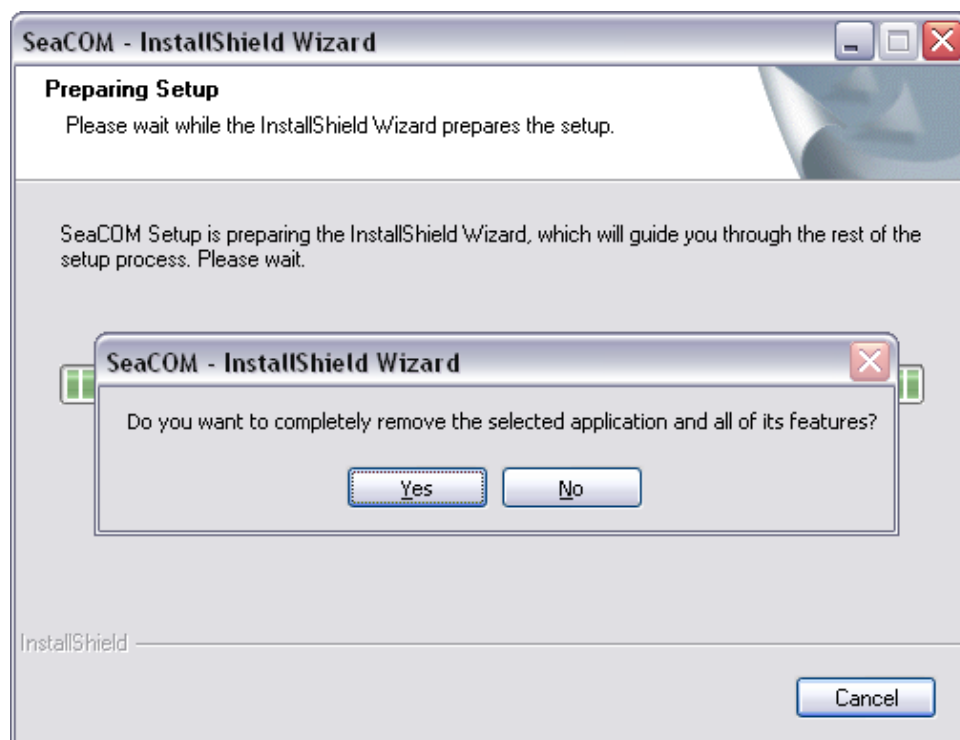 SeaCOM - InstallShield Wizard
Preparing Setup
Please wait while the InstallShield Wizard prepares the setup.
SeaCOM Setup is preparing the InstallShield Wizard, which will guide you through the rest of the
setup process. Please wait.
SeaCOM - InstallShield Wizard
Do you want to completely remove the selected application and all of its features?
Yes No
InstallShield
Cancel